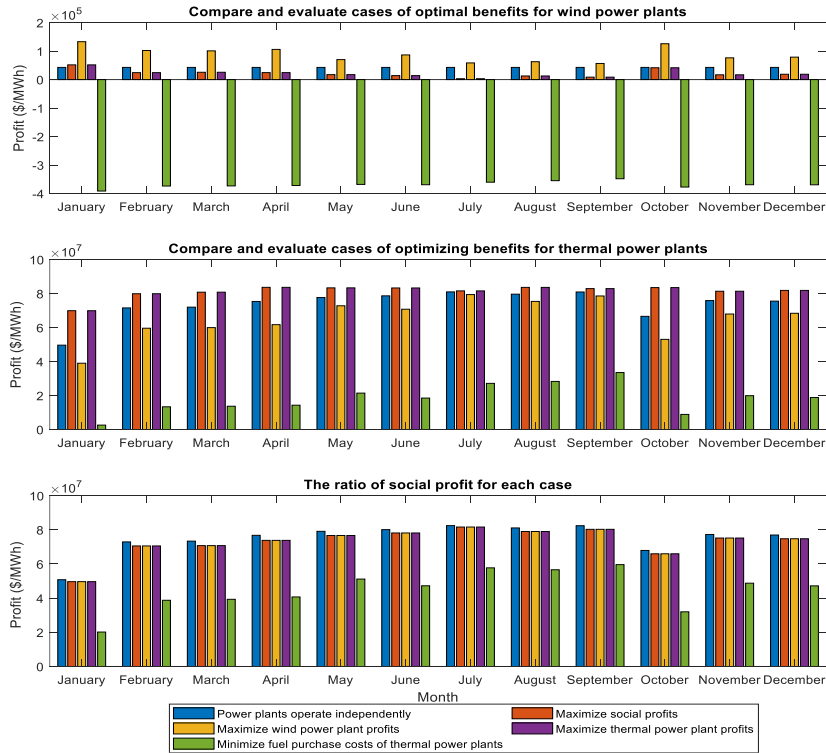 Compare and evaluate cases of optimal benefits for wind power plants
×10^5
2
1
0
-1
-2
-3
-4
Profit ($/MWh)
January February March April May June July August September October November December
Compare and evaluate cases of optimizing benefits for thermal power plants
×10^7
10
8
6
4
2
0
Profit ($/MWh)
January February March April May June July August September October November December
The ratio of social profit for each case
×10^7
10
8
6
4
2
0
Profit ($/MWh)
January February March April May June July August September October November December
Month
Power plants operate independently Maximize social profits
Maximize wind power plant profits Maximize thermal power plant profits
Minimize fuel purchase costs of thermal power plants